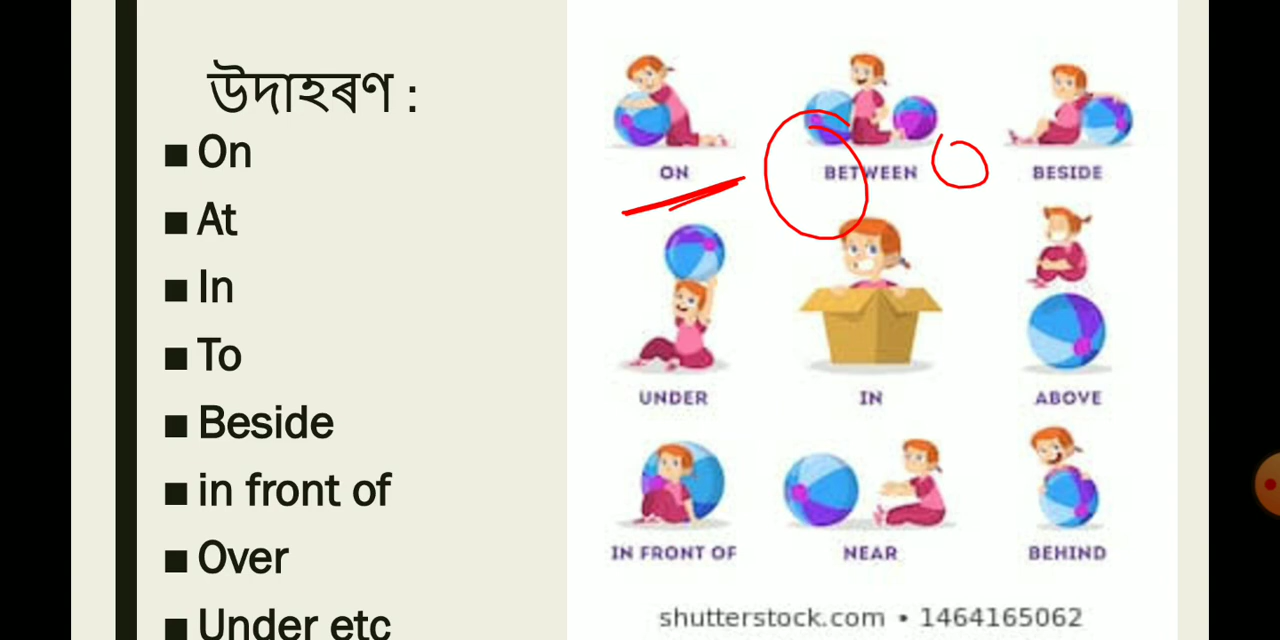 উদাহৰণ :
■ On
■ At
■ In
■ To
■ Beside
■ in front of
■ Over
■ Under etc
ON BETWEEN BESIDE
UNDER IN ABOVE
IN FRONT OF NEAR BEHIND
shutterstock.com • 1464165062